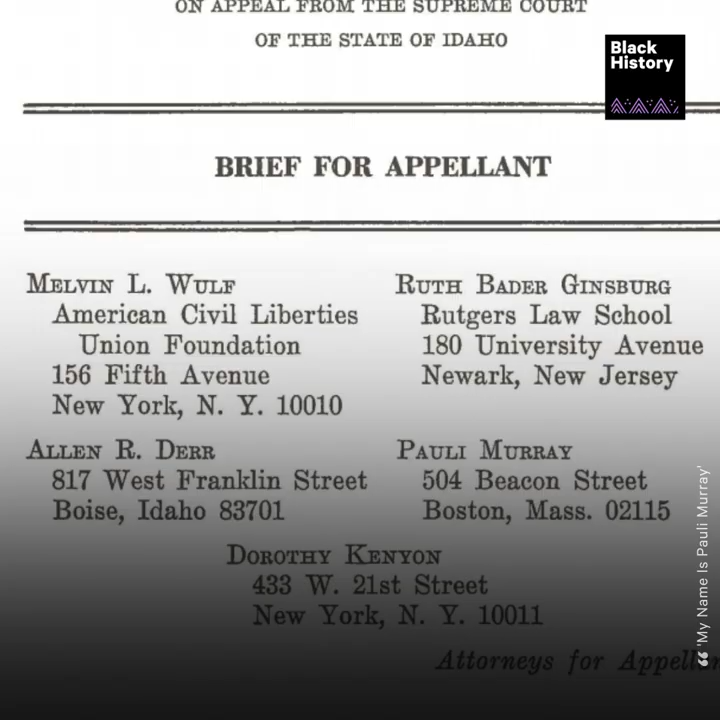 ON APPEAL FROM THE SUPREME COURT
OF THE STATE OF IDAHO
Black
History
BRIEF FOR APPELLANT
MELVIN L. WULF
American Civil Liberties
Union Foundation
156 Fifth Avenue
New York, N. Y. 10010
RUTH BADER GINSBURG
Rutgers Law School
180 University Avenue
Newark, New Jersey
ALLEN R. DERR
817 West Franklin Street
Boise, Idaho 83701
PAULI MURRAY
504 Beacon Street
Boston, Mass. 02115
DOROTHY KENYON
433 W. 21st Street
New York, N. Y. 10011
Attorneys for
“ 'My Name Is Pauli Murray'